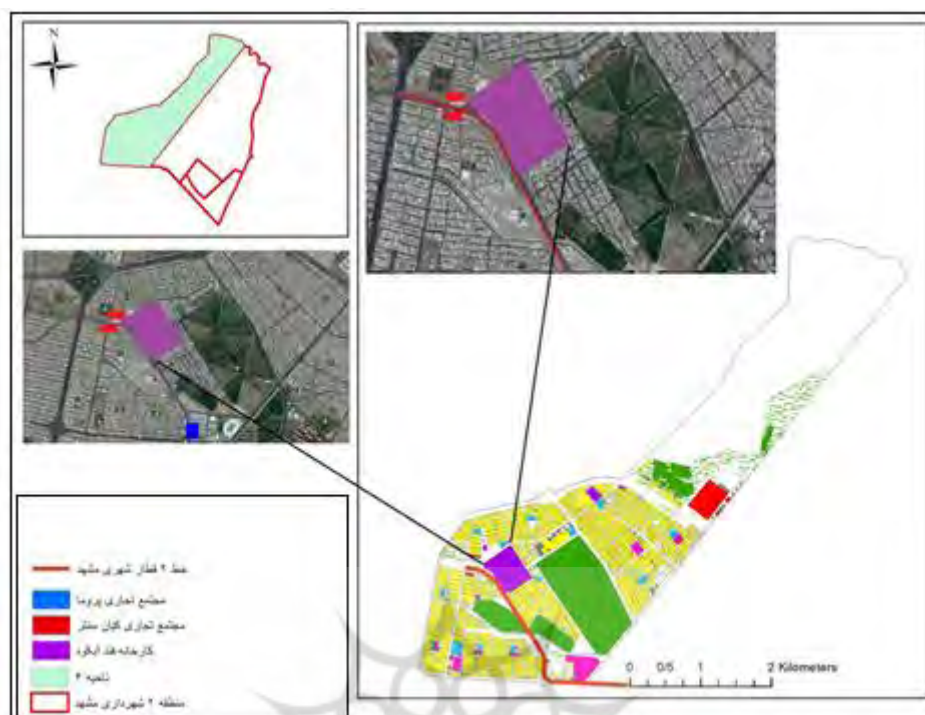 N
خط ۲ قطار شهری مشهد
مجتمع تجاری پروما
مجتمع تجاری کیان سنتر
کارخانه قند آبکوه
ناحیه ۲
منطقه ۲ شهرداری مشهد
0 0/5 1 2 Kilometers